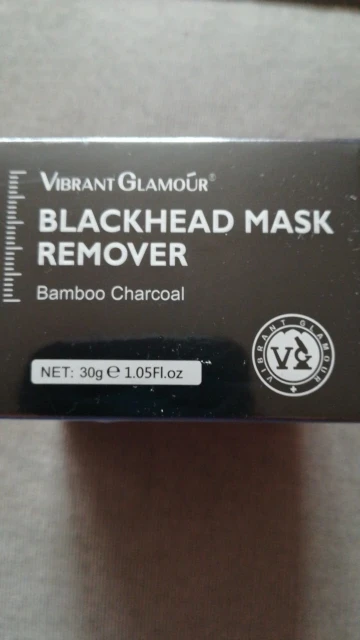 VIBRANT GLAMOUR®
BLACKHEAD MASK
REMOVER
Bamboo Charcoal
NET: 30g ℮ 1.05Fl.oz
VIBRANT GLAMOUR
VG